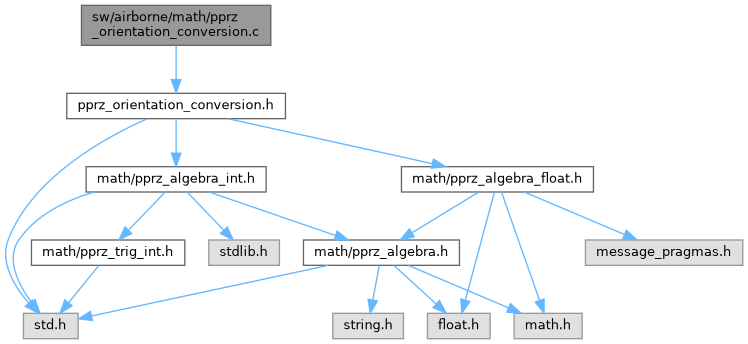 sw/airborne/math/pprz
_orientation_conversion.c
pprz_orientation_conversion.h
math/pprz_algebra_int.h
math/pprz_algebra_float.h
math/pprz_trig_int.h
stdlib.h
math/pprz_algebra.h
message_pragmas.h
std.h
string.h
float.h
math.h